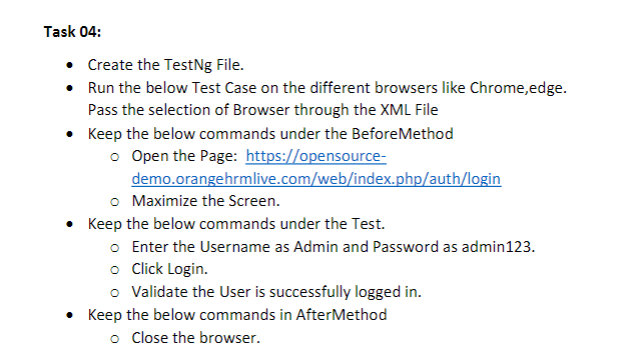 Task 04:
• Create the TestNg File.
• Run the below Test Case on the different browsers like Chrome,edge.
Pass the selection of Browser through the XML File
• Keep the below commands under the BeforeMethod
o Open the Page: https://opensource-
demo.orangehrmlive.com/web/index.php/auth/login
o Maximize the Screen.
• Keep the below commands under the Test.
o Enter the Username as Admin and Password as admin123.
o Click Login.
o Validate the User is successfully logged in.
• Keep the below commands in AfterMethod
o Close the browser.